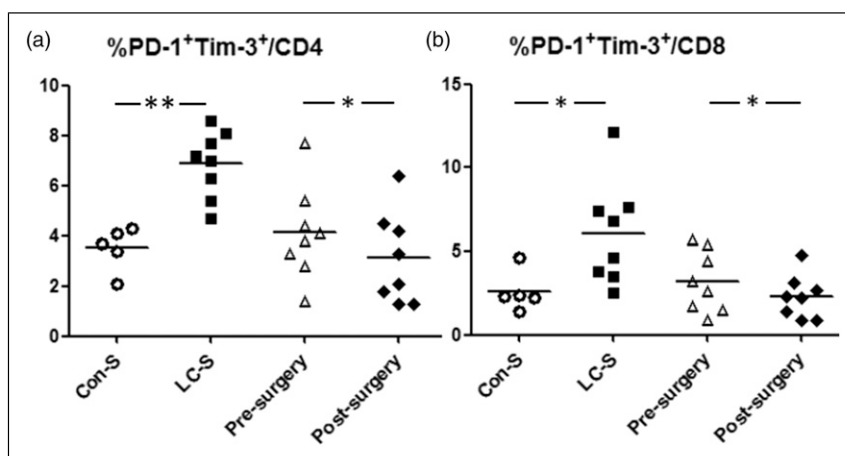 (a)
%PD-1+Tim-3+/CD4
10
8
6
4
2
0
**
*
Con-S
LC-S
Pre-surgery
Post-surgery
(b)
%PD-1+Tim-3+/CD8
15
10
5
0
*
*
Con-S
LC-S
Pre-surgery
Post-surgery